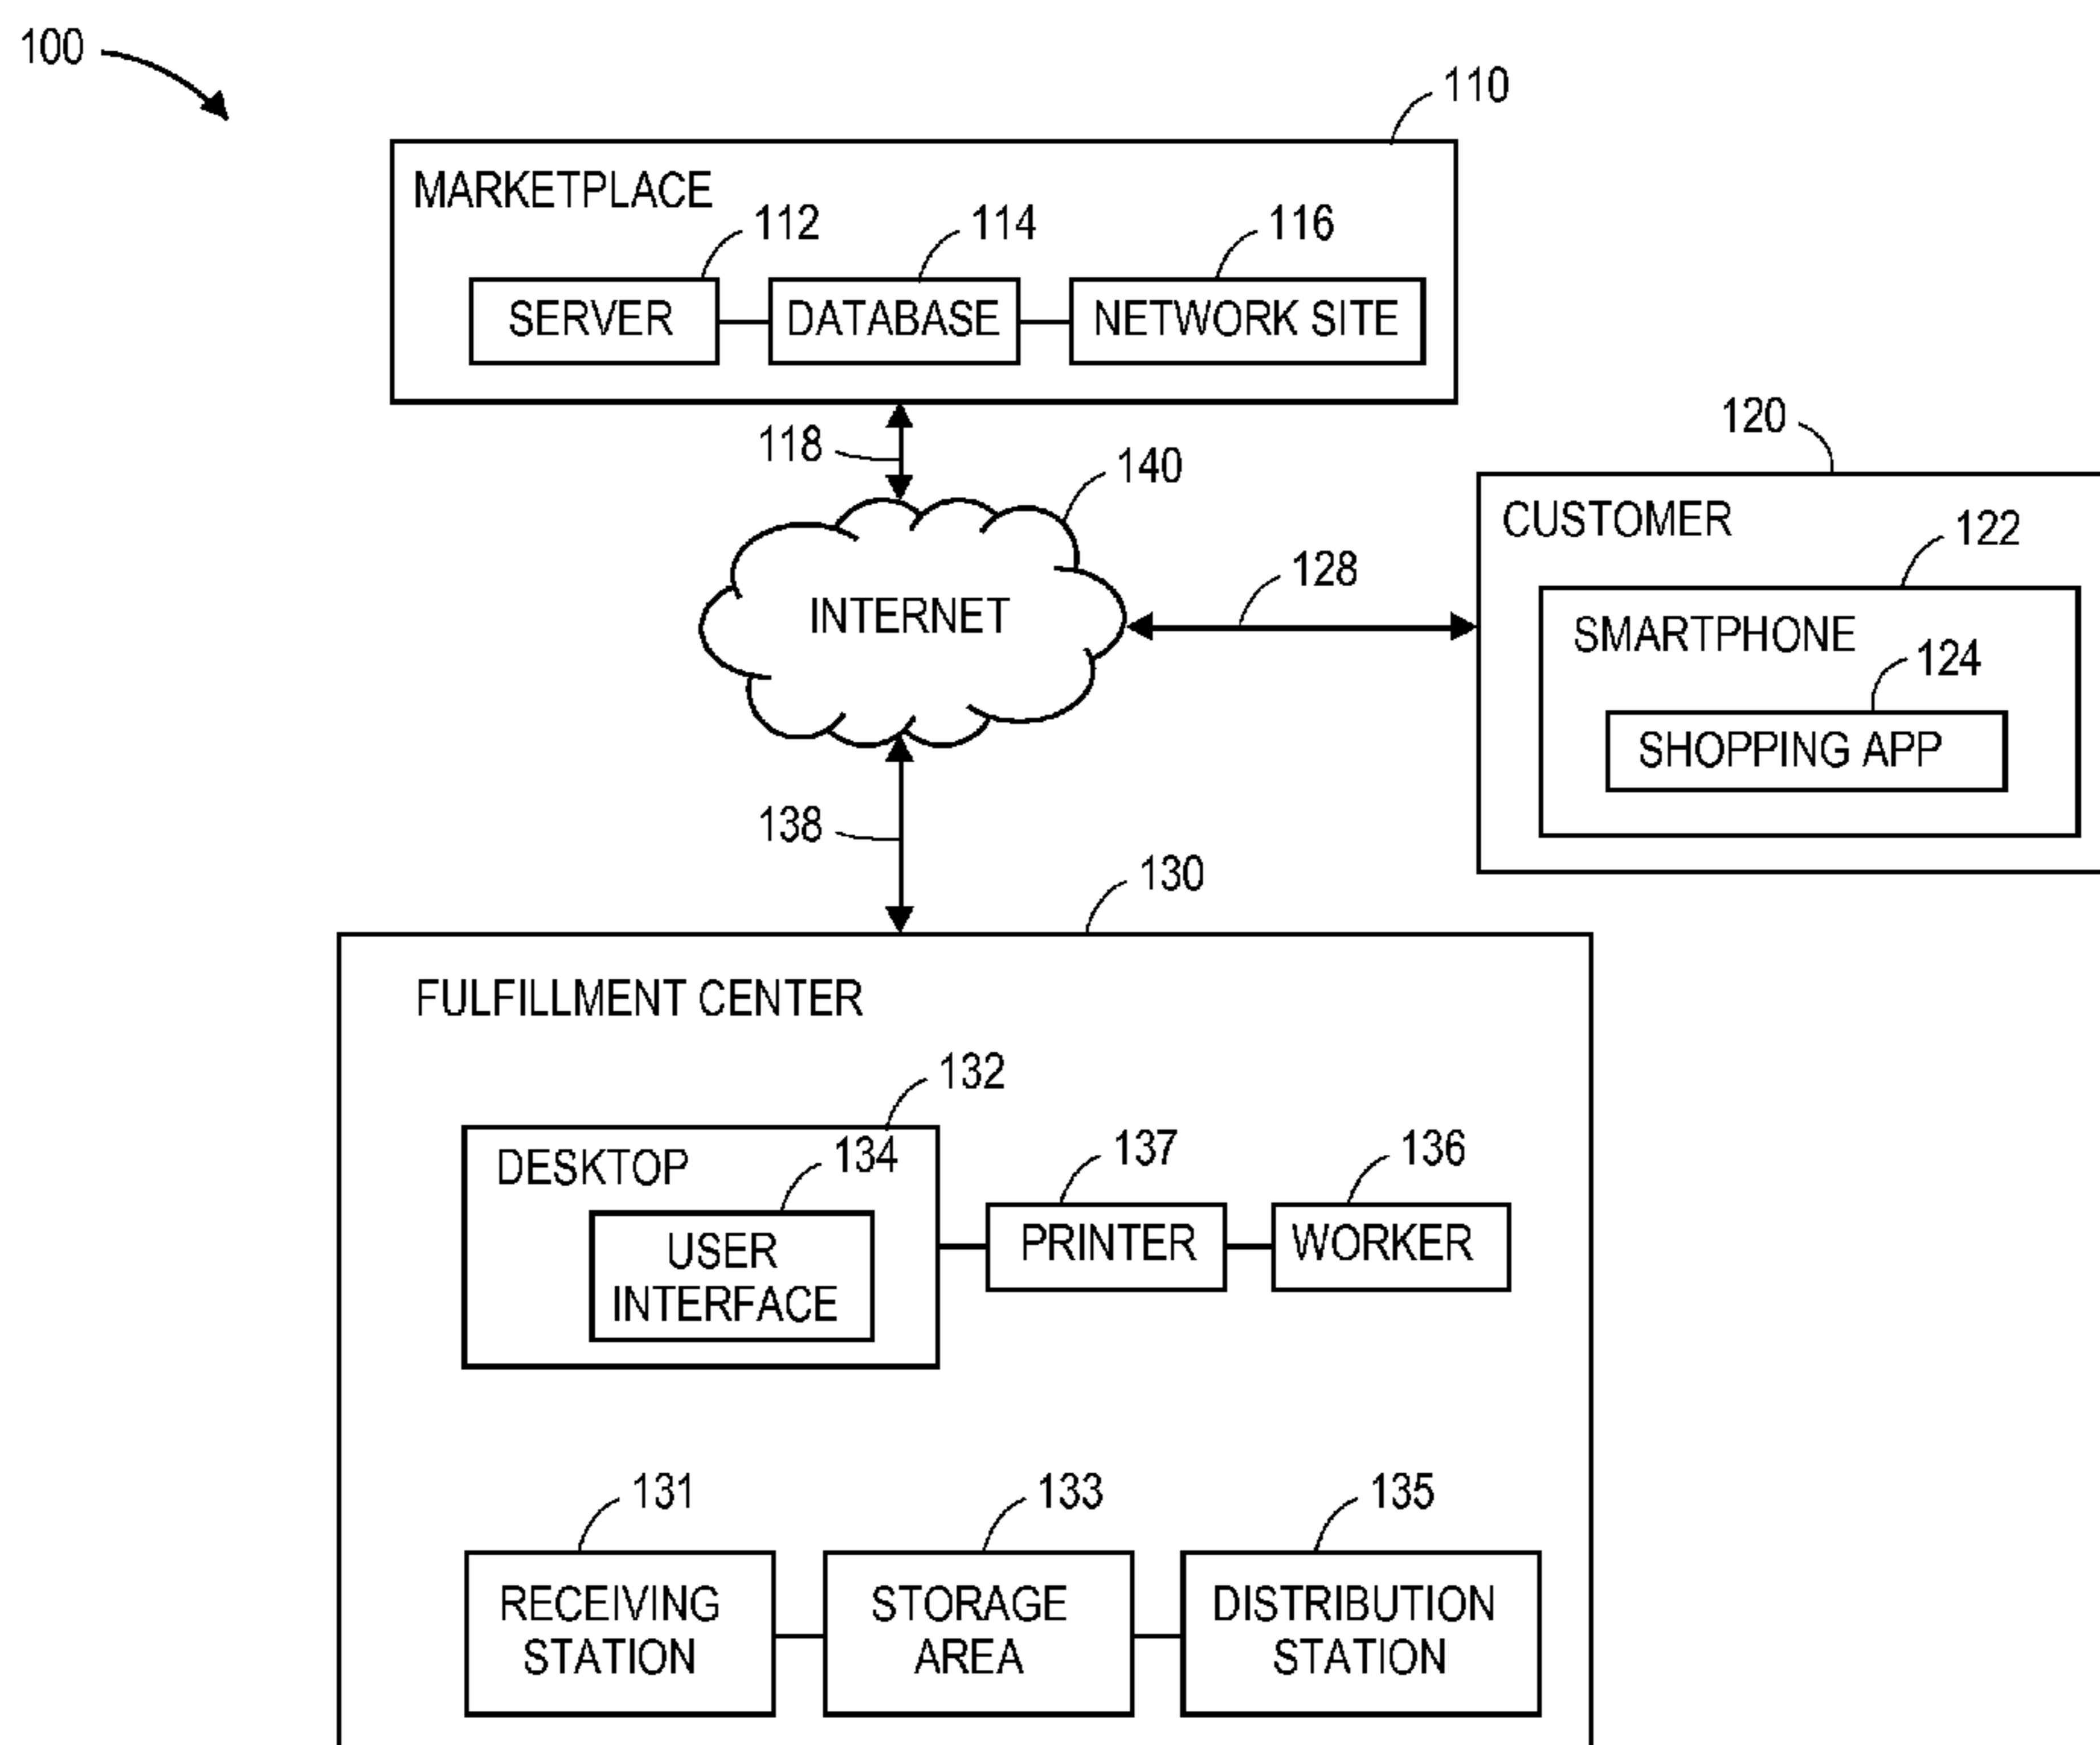 100
110
MARKETPLACE
112
114
116
SERVER
DATABASE
NETWORK SITE
118
140
120
CUSTOMER
122
128
INTERNET
SMARTPHONE
124
SHOPPING APP
138
130
FULFILLMENT CENTER
132
DESKTOP
134
137
136
USER
INTERFACE
PRINTER
WORKER
131
133
135
RECEIVING
STATION
STORAGE
AREA
DISTRIBUTION
STATION